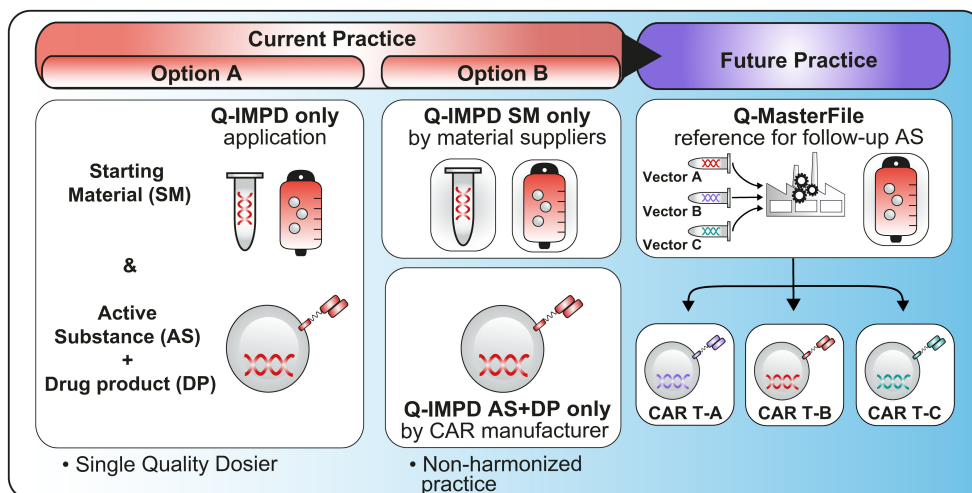 Current Practice
Option A
Option B
Future Practice
Q-IMPD only
application
Starting
Material (SM)
&
Active
Substance (AS)
+
Drug product (DP)
• Single Quality Dosier
Q-IMPD SM only
by material suppliers
Q-IMPD AS+DP only
by CAR manufacturer
• Non-harmonized
practice
Q-MasterFile
reference for follow-up AS
Vector A
Vector B
Vector C
CAR T-A
CAR T-B
CAR T-C